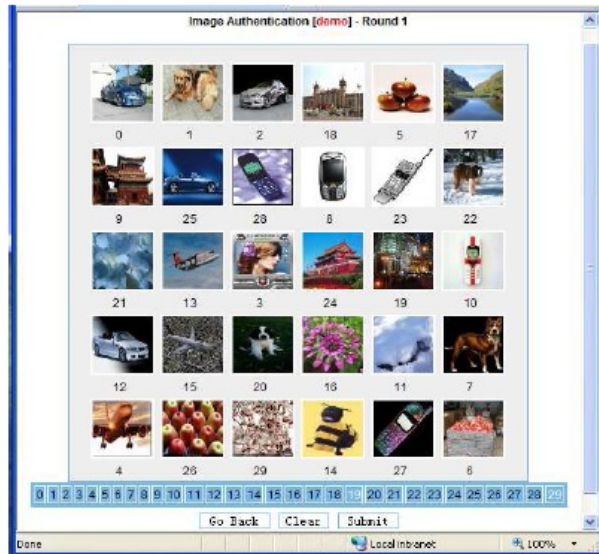 Image Authentication [demo] - Round 1
0 1 2 18 5 17
9 25 28 8 23 22
21 13 3 24 19 10
12 15 20 16 11 7
4 26 29 14 27 6
0 1 2 3 4 5 6 7 8 9 10 11 12 13 14 15 16 17 18 19 20 21 22 23 24 25 26 27 28 29
Go Back Clear Submit
Done Local intranet 100%